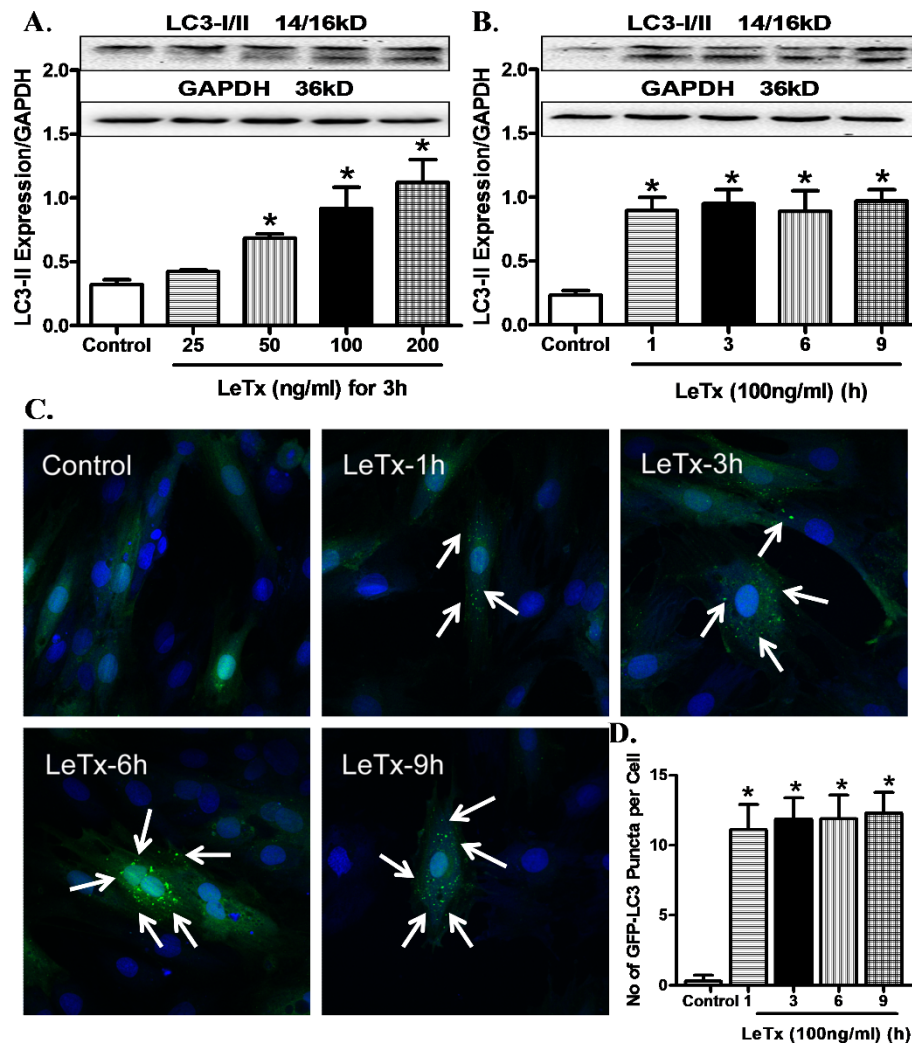 A.
LC3-I/II 14/16kD
GAPDH 36kD
LC3-II Expression/GAPDH
2.0
1.5
1.0
0.5
0.0
* * *
Control 25 50 100 200
LeTx (ng/ml) for 3h
B.
LC3-I/II 14/16kD
GAPDH 36kD
LC3-II Expression/GAPDH
2.0
1.5
1.0
0.5
0.0
* * * *
Control 1 3 6 9
LeTx (100ng/ml) (h)
C.
Control
LeTx-1h
LeTx-3h
LeTx-6h
LeTx-9h
D.
No of GFP-LC3 Puncta per Cell
15
10
5
0
* * * *
Control 1 3 6 9
LeTx (100ng/ml) (h)